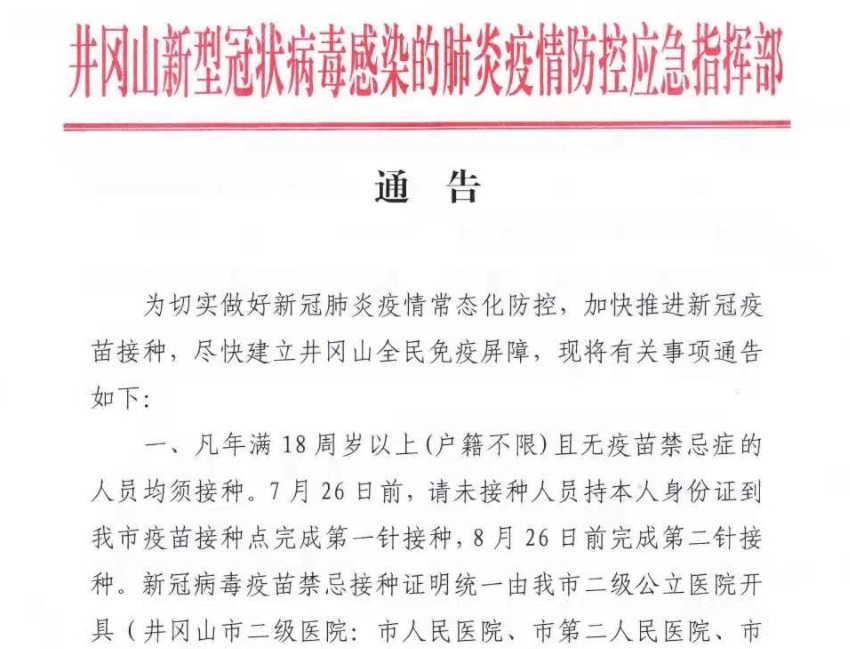 井冈山新型冠状病毒感染的肺炎疫情防控应急指挥部
通 告
为切实做好新冠肺炎疫情常态化防控，加快推进新冠疫
苗接种，尽快建立井冈山全民免疫屏障，现将有关事项通告
如下：
一、凡年满 18 周岁以上(户籍不限)且无疫苗禁忌症的
人员均须接种。7 月 26 日前，请未接种人员持本人身份证到
我市疫苗接种点完成第一针接种，8 月 26 日前完成第二针接
种。新冠病毒疫苗禁忌接种证明统一由我市二级公立医院开
具（井冈山市二级医院：市人民医院、市第二人民医院、市